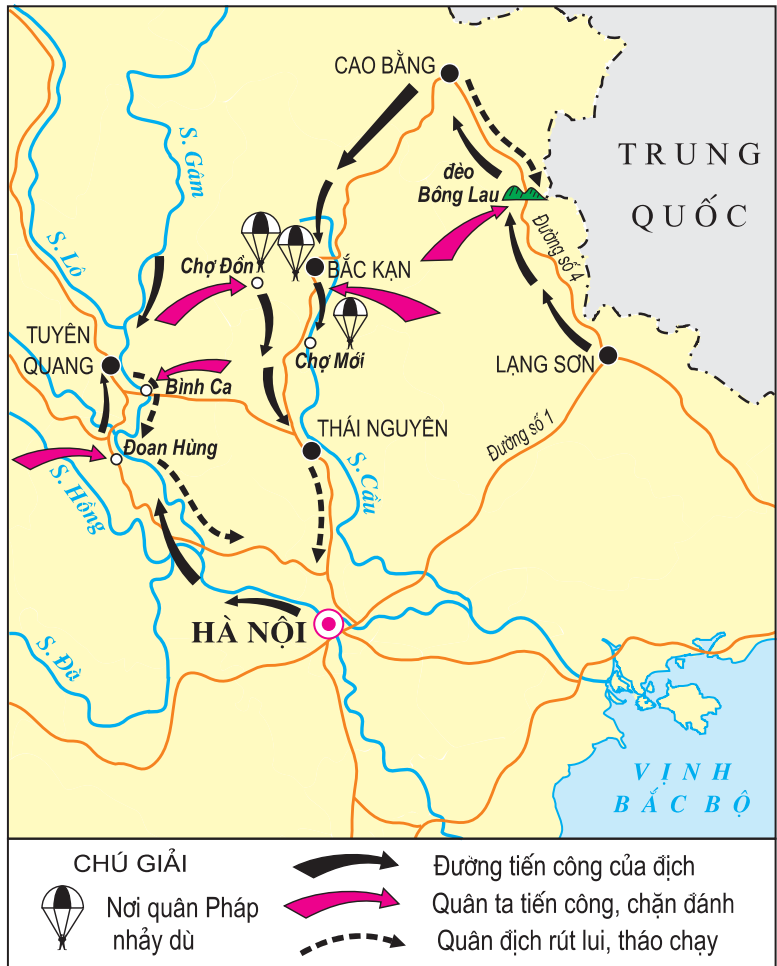 CAO BẰNG
TRUNG
QUỐC
S. Gâm
đèo
Bông Lau
S. Lô
Chợ Đồn
BẮC KẠN
Đường số 4
TUYÊN
QUANG
Chợ Mới
LẠNG SƠN
Bình Ca
THÁI NGUYÊN
Đường số 1
Đoan Hùng
S. Hồng
S. Cầu
HÀ NỘI
S. Đà
VỊNH
BẮC BỘ
CHÚ GIẢI
Nơi quân Pháp
nhảy dù
Đường tiến công của địch
Quân ta tiến công, chặn đánh
Quân địch rút lui, tháo chạy